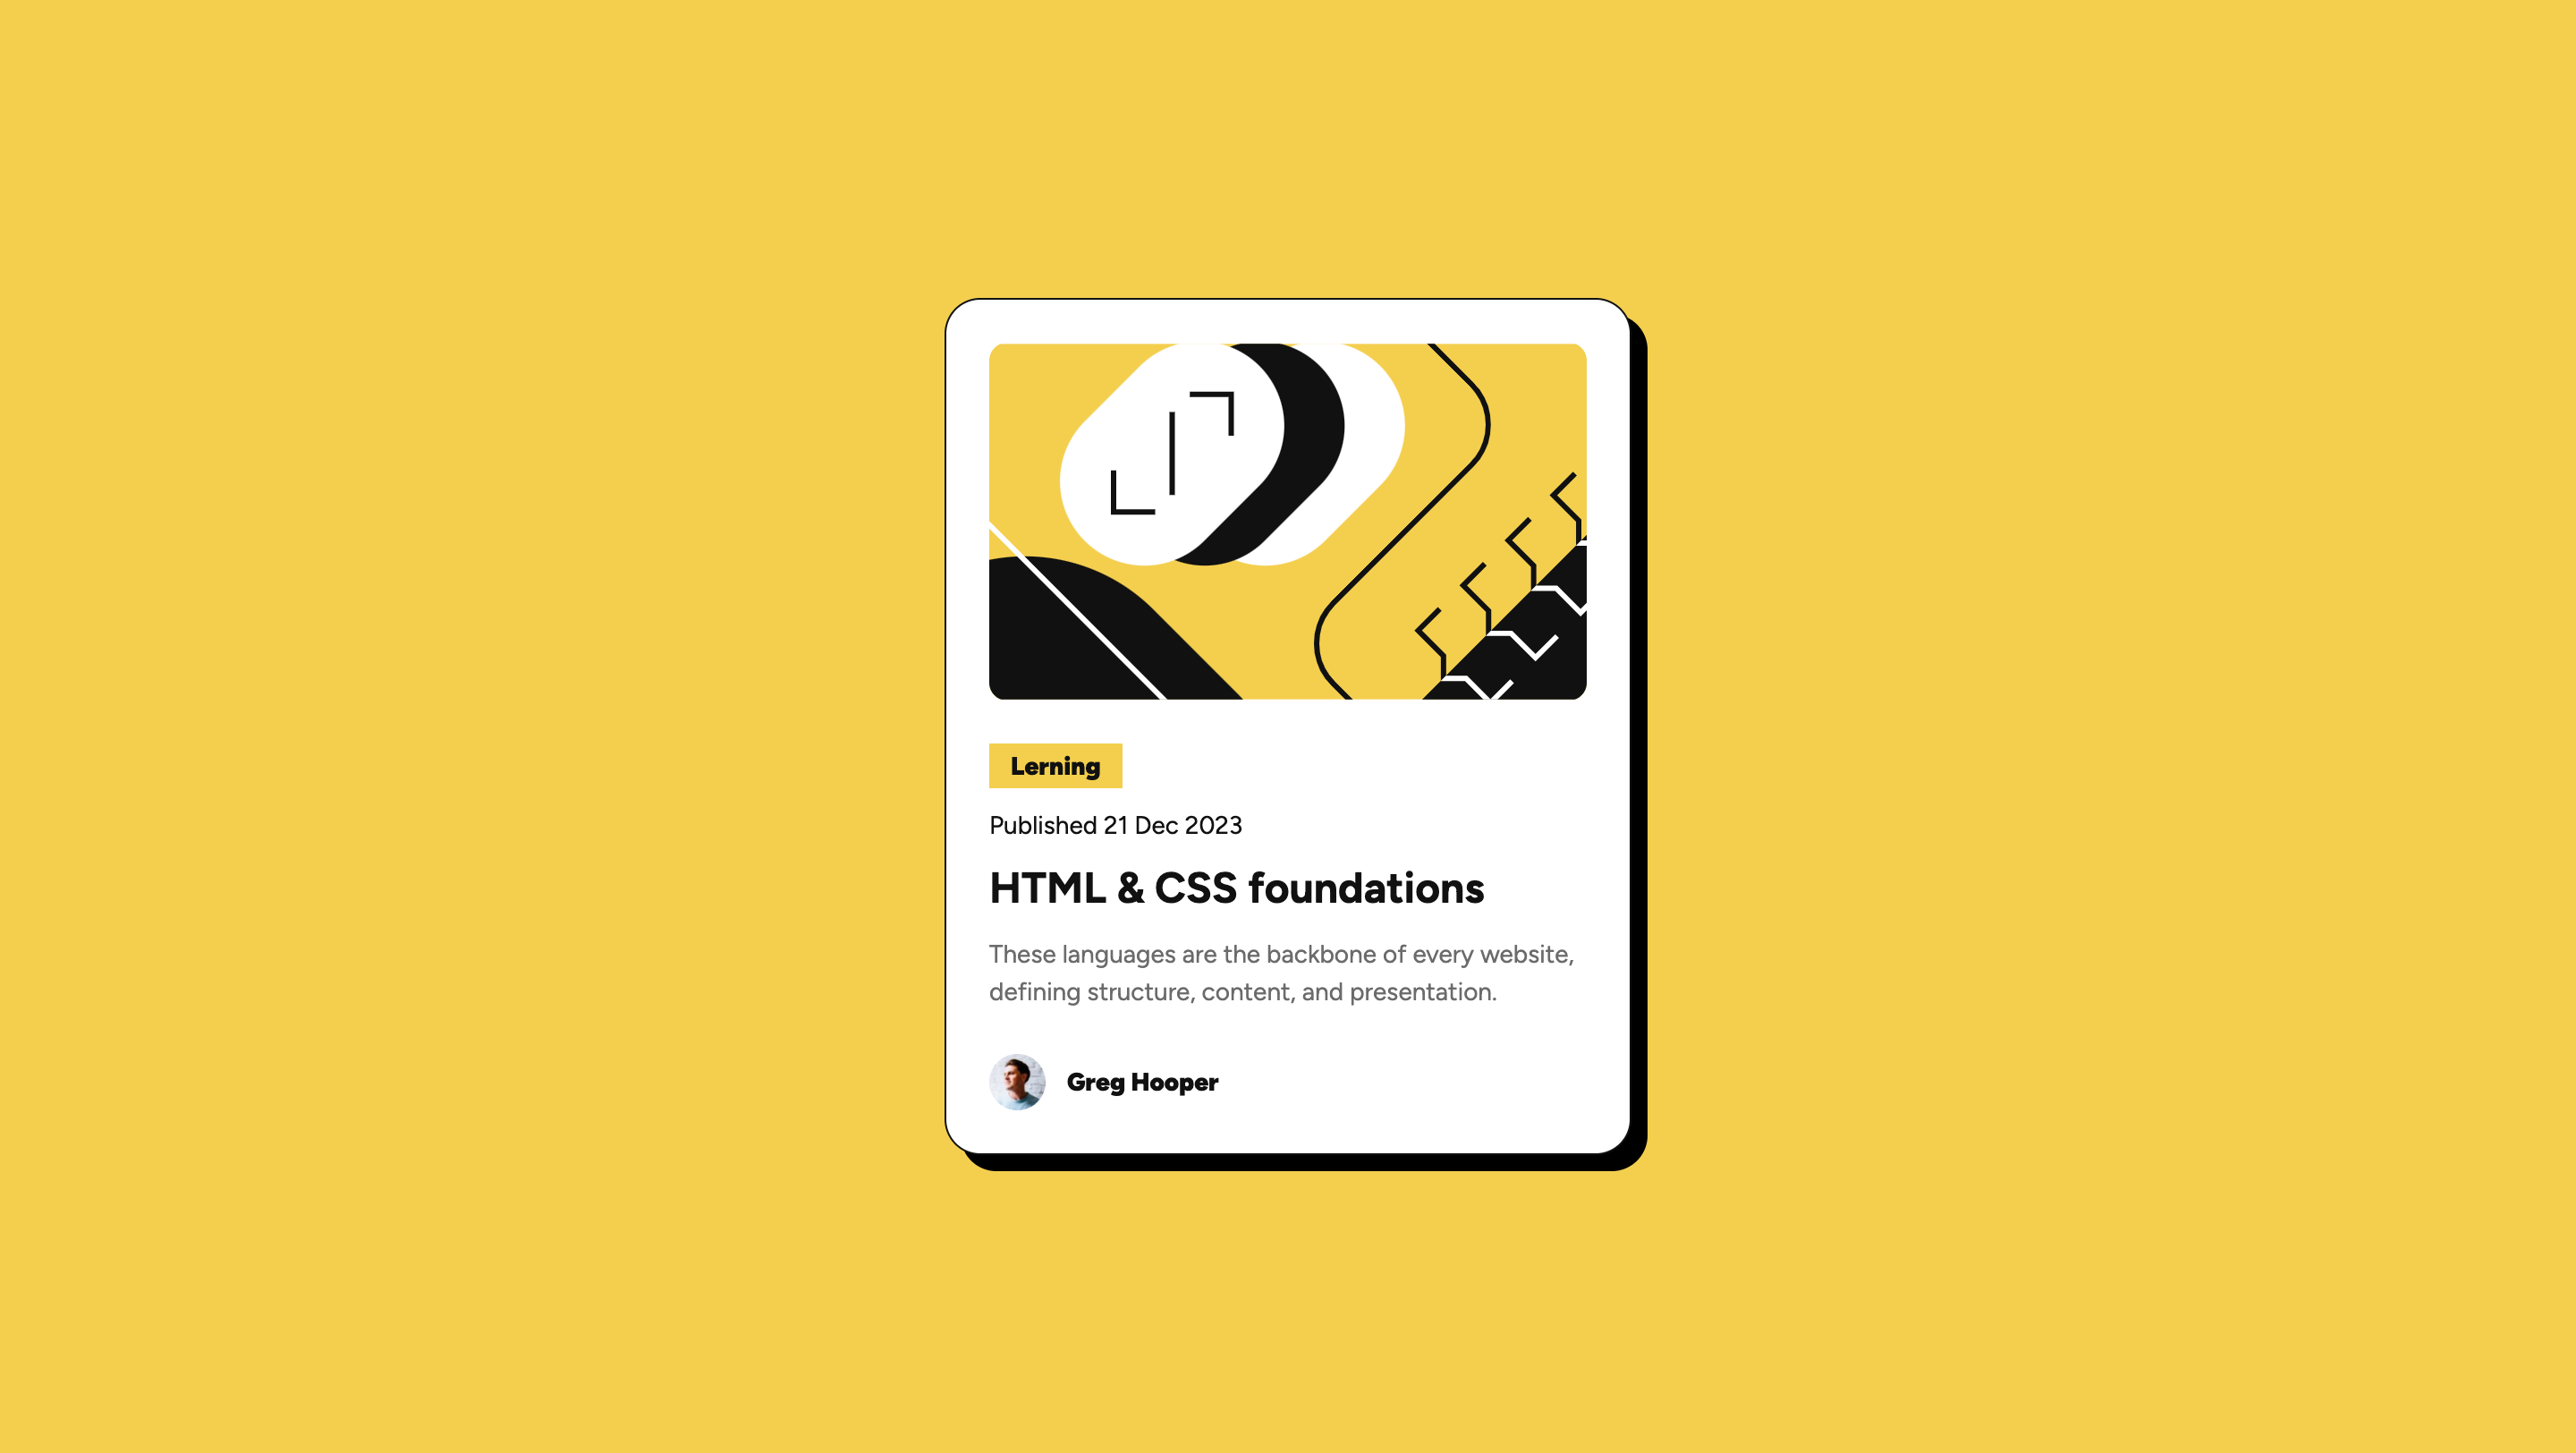 Lerning
Published 21 Dec 2023
HTML & CSS foundations
These languages are the backbone of every website,
defining structure, content, and presentation.
Greg Hooper